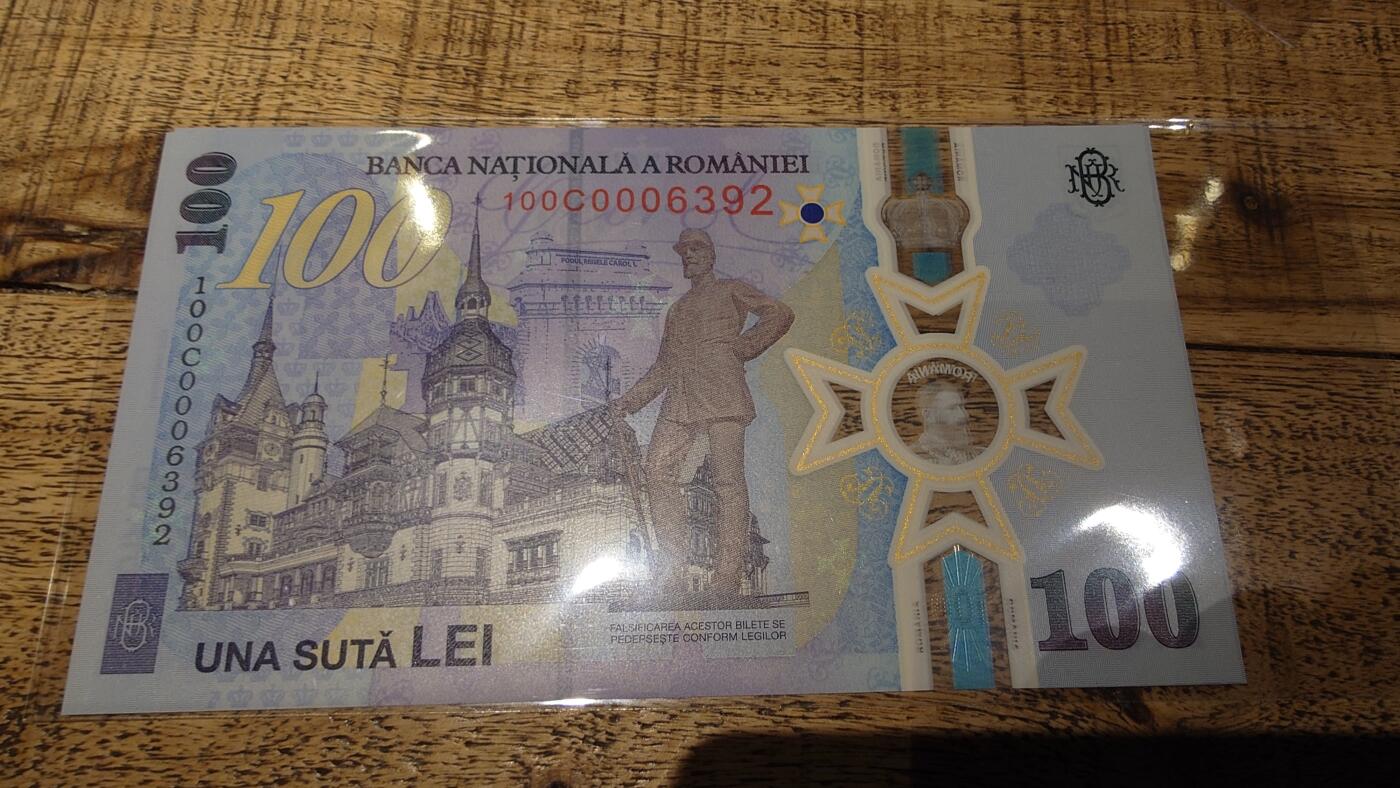 100
BANCA NAȚIONALĂ A ROMÂNIEI
100
100C0006392
PODUL REGELE CAROL I
100C0006392
ROMANIA
UNA SUTĂ LEI
FALSIFICAREA ACESTOR BILETE SE
PEDEPSEȘTE CONFORM LEGILOR
100